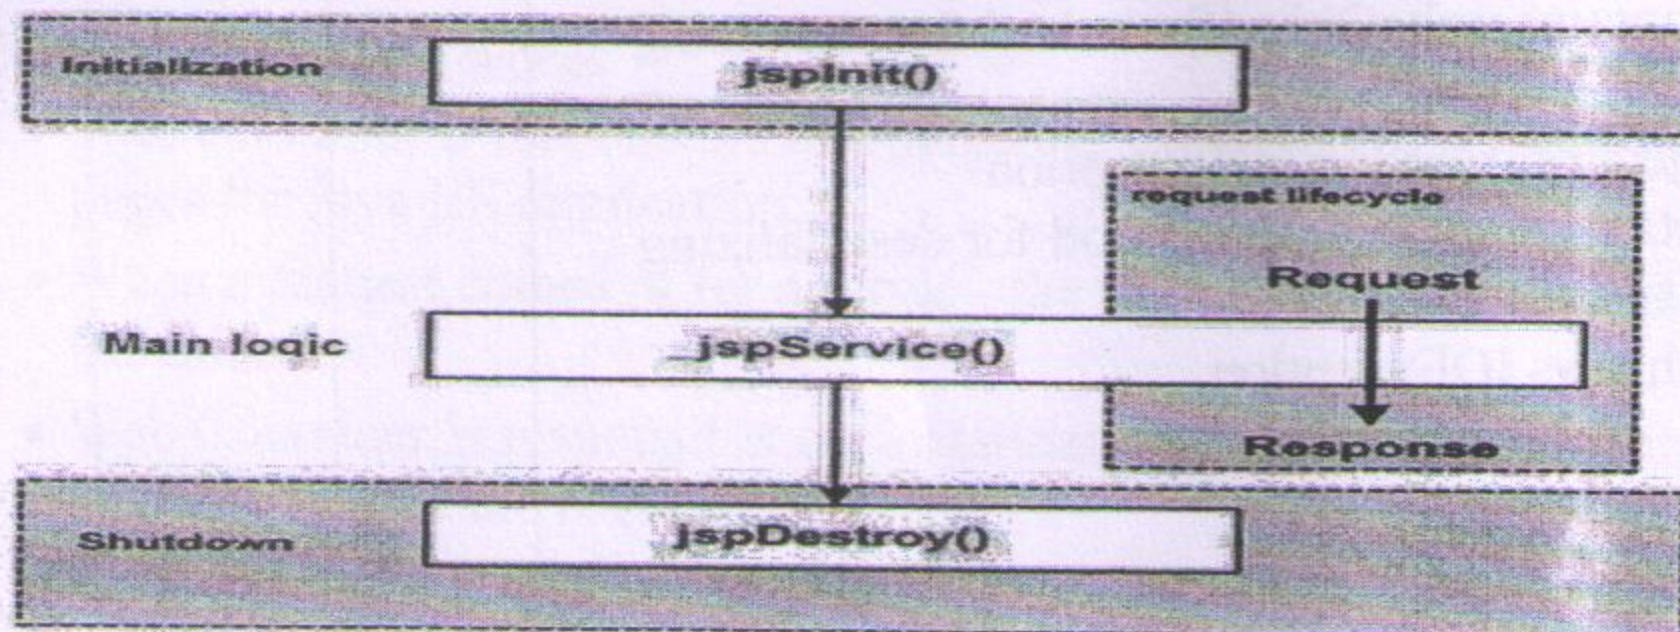 Initialization
jspInit()
request lifecycle
Request
Main logic
_jspService()
Response
Shutdown
jspDestroy()